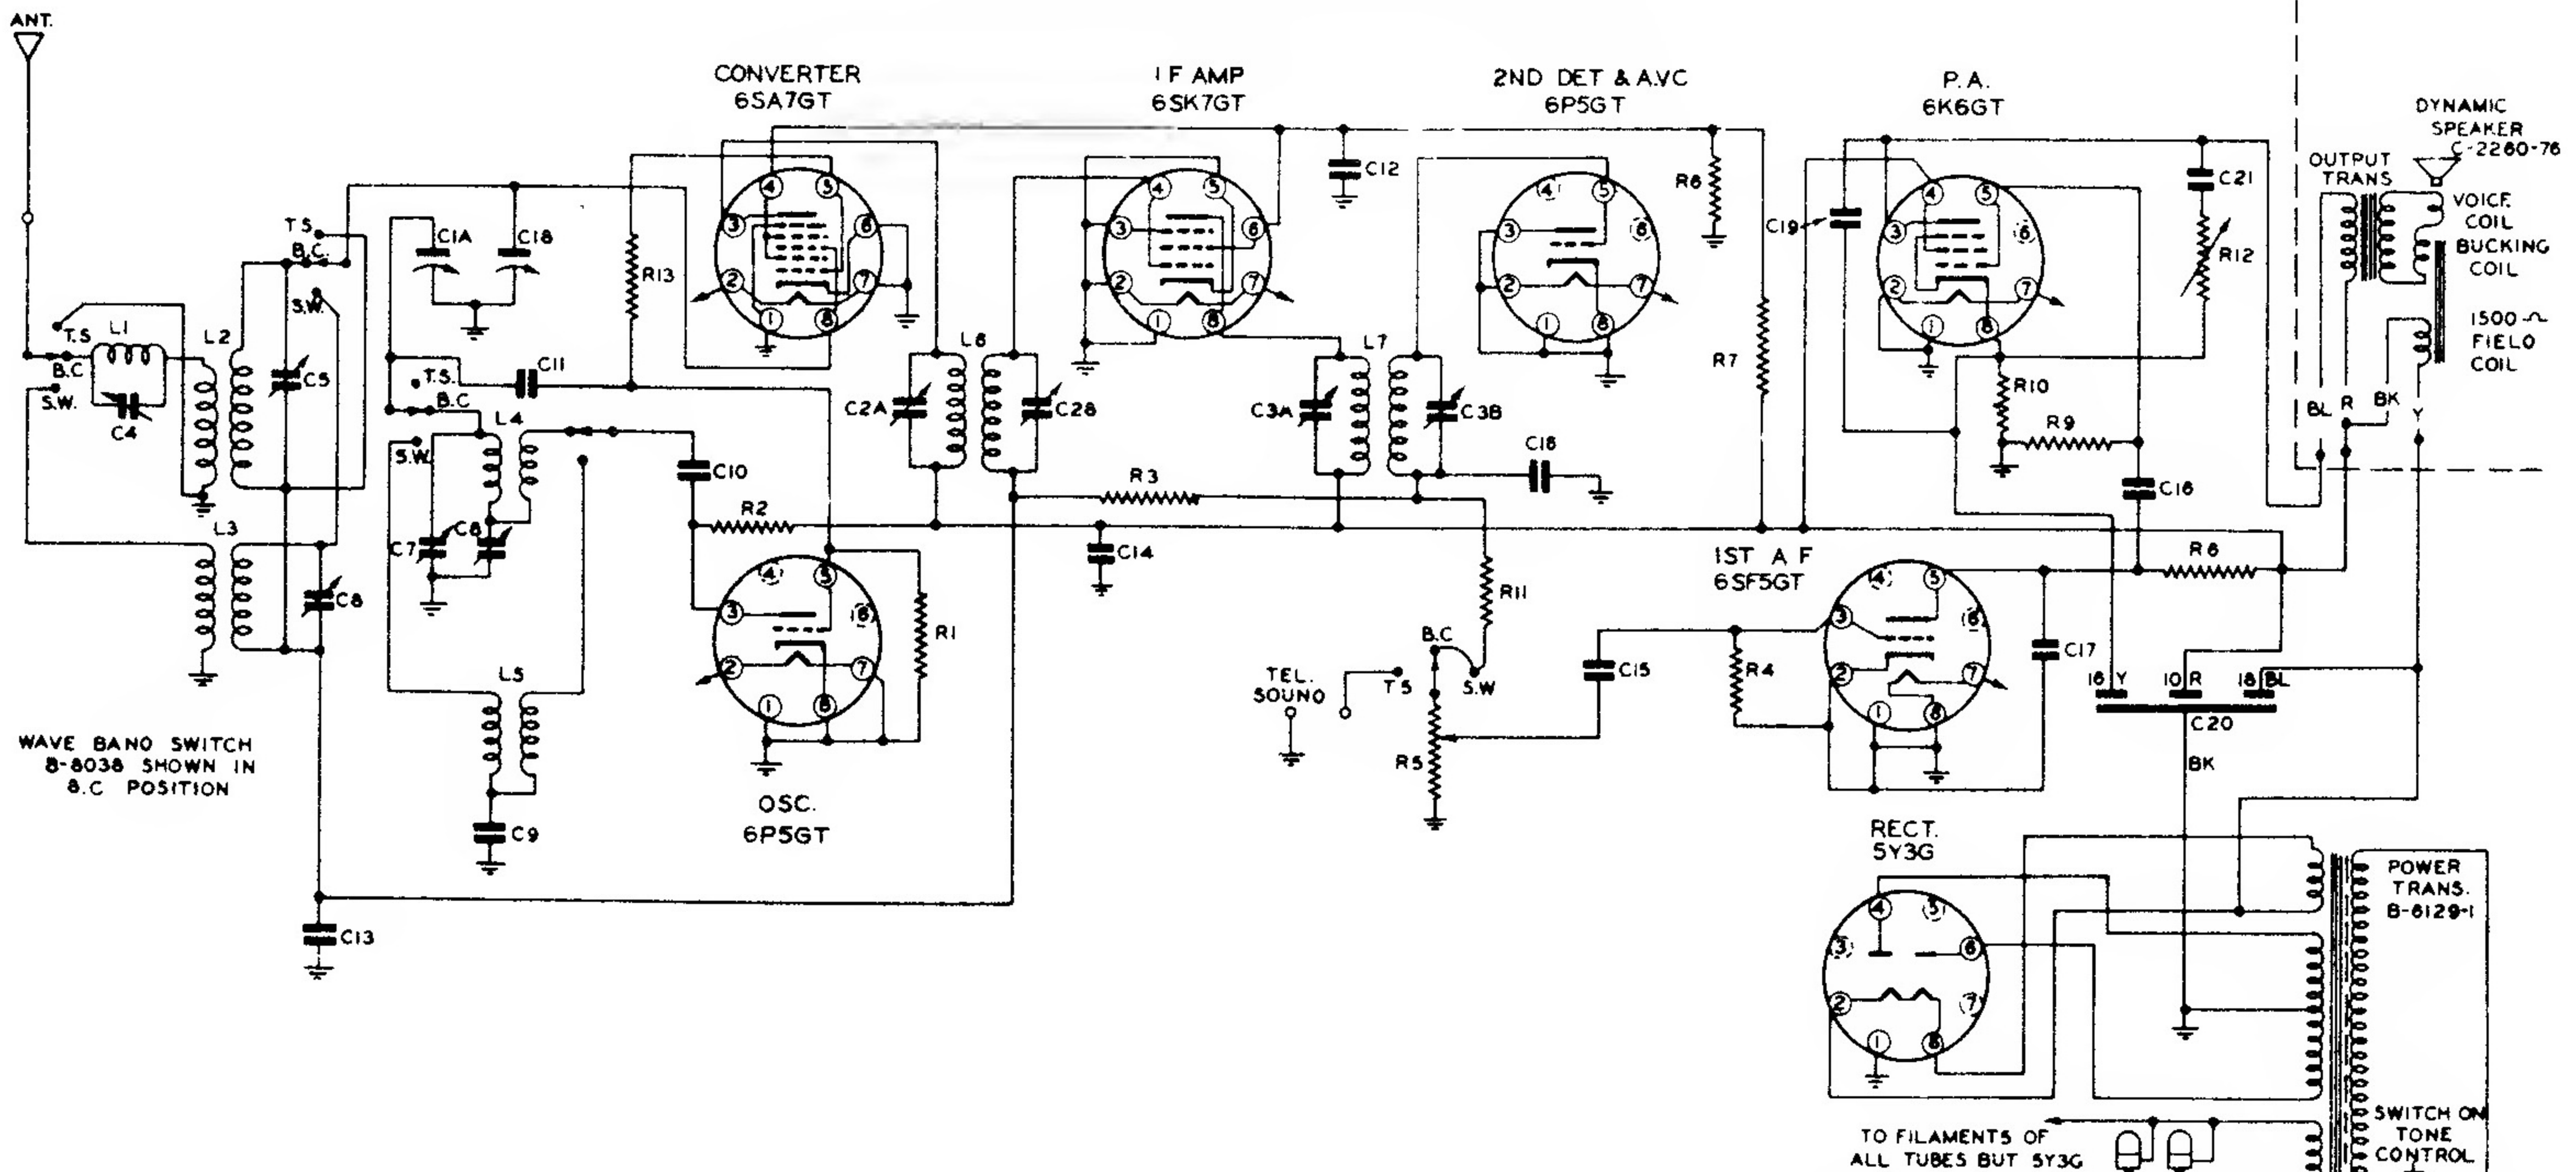 ANT.
CONVERTER
6SA7GT
I F AMP
6SK7GT
2ND DET & A.V.C
6P5GT
P.A.
6K6GT
DYNAMIC
SPEAKER
C-2260-76
OUTPUT
TRANS
VOICE
COIL
BUCKING
COIL
1500
FIELD
COIL
BL R BK Y
T.S.
B.C.
S.W.
T.S
B.C
S.W.
T.S.
B.C
S.W.
L1
C4
L2
C5
L3
C8
C1A
C1B
C11
R13
L4
C7
C6
C10
R2
L5
C9
C13
L6
C2A
C2B
R3
C14
R1
C12
L7
C3A
C3B
C18
R6
R7
R11
C19
C21
R12
R10
R9
C16
R8
1ST A F
6SF5GT
R4
C17
C15
R5
TEL.
SOUND
T S
B.C
S.W
16 Y
10 R
18 BL
C20
BK
OSC.
6P5GT
WAVE BAND SWITCH
B-8038 SHOWN IN
B.C POSITION
RECT.
5Y3G
POWER
TRANS.
B-6129-1
SWITCH ON
TONE
CONTROL
TO FILAMENTS OF
ALL TUBES BUT 5Y3G